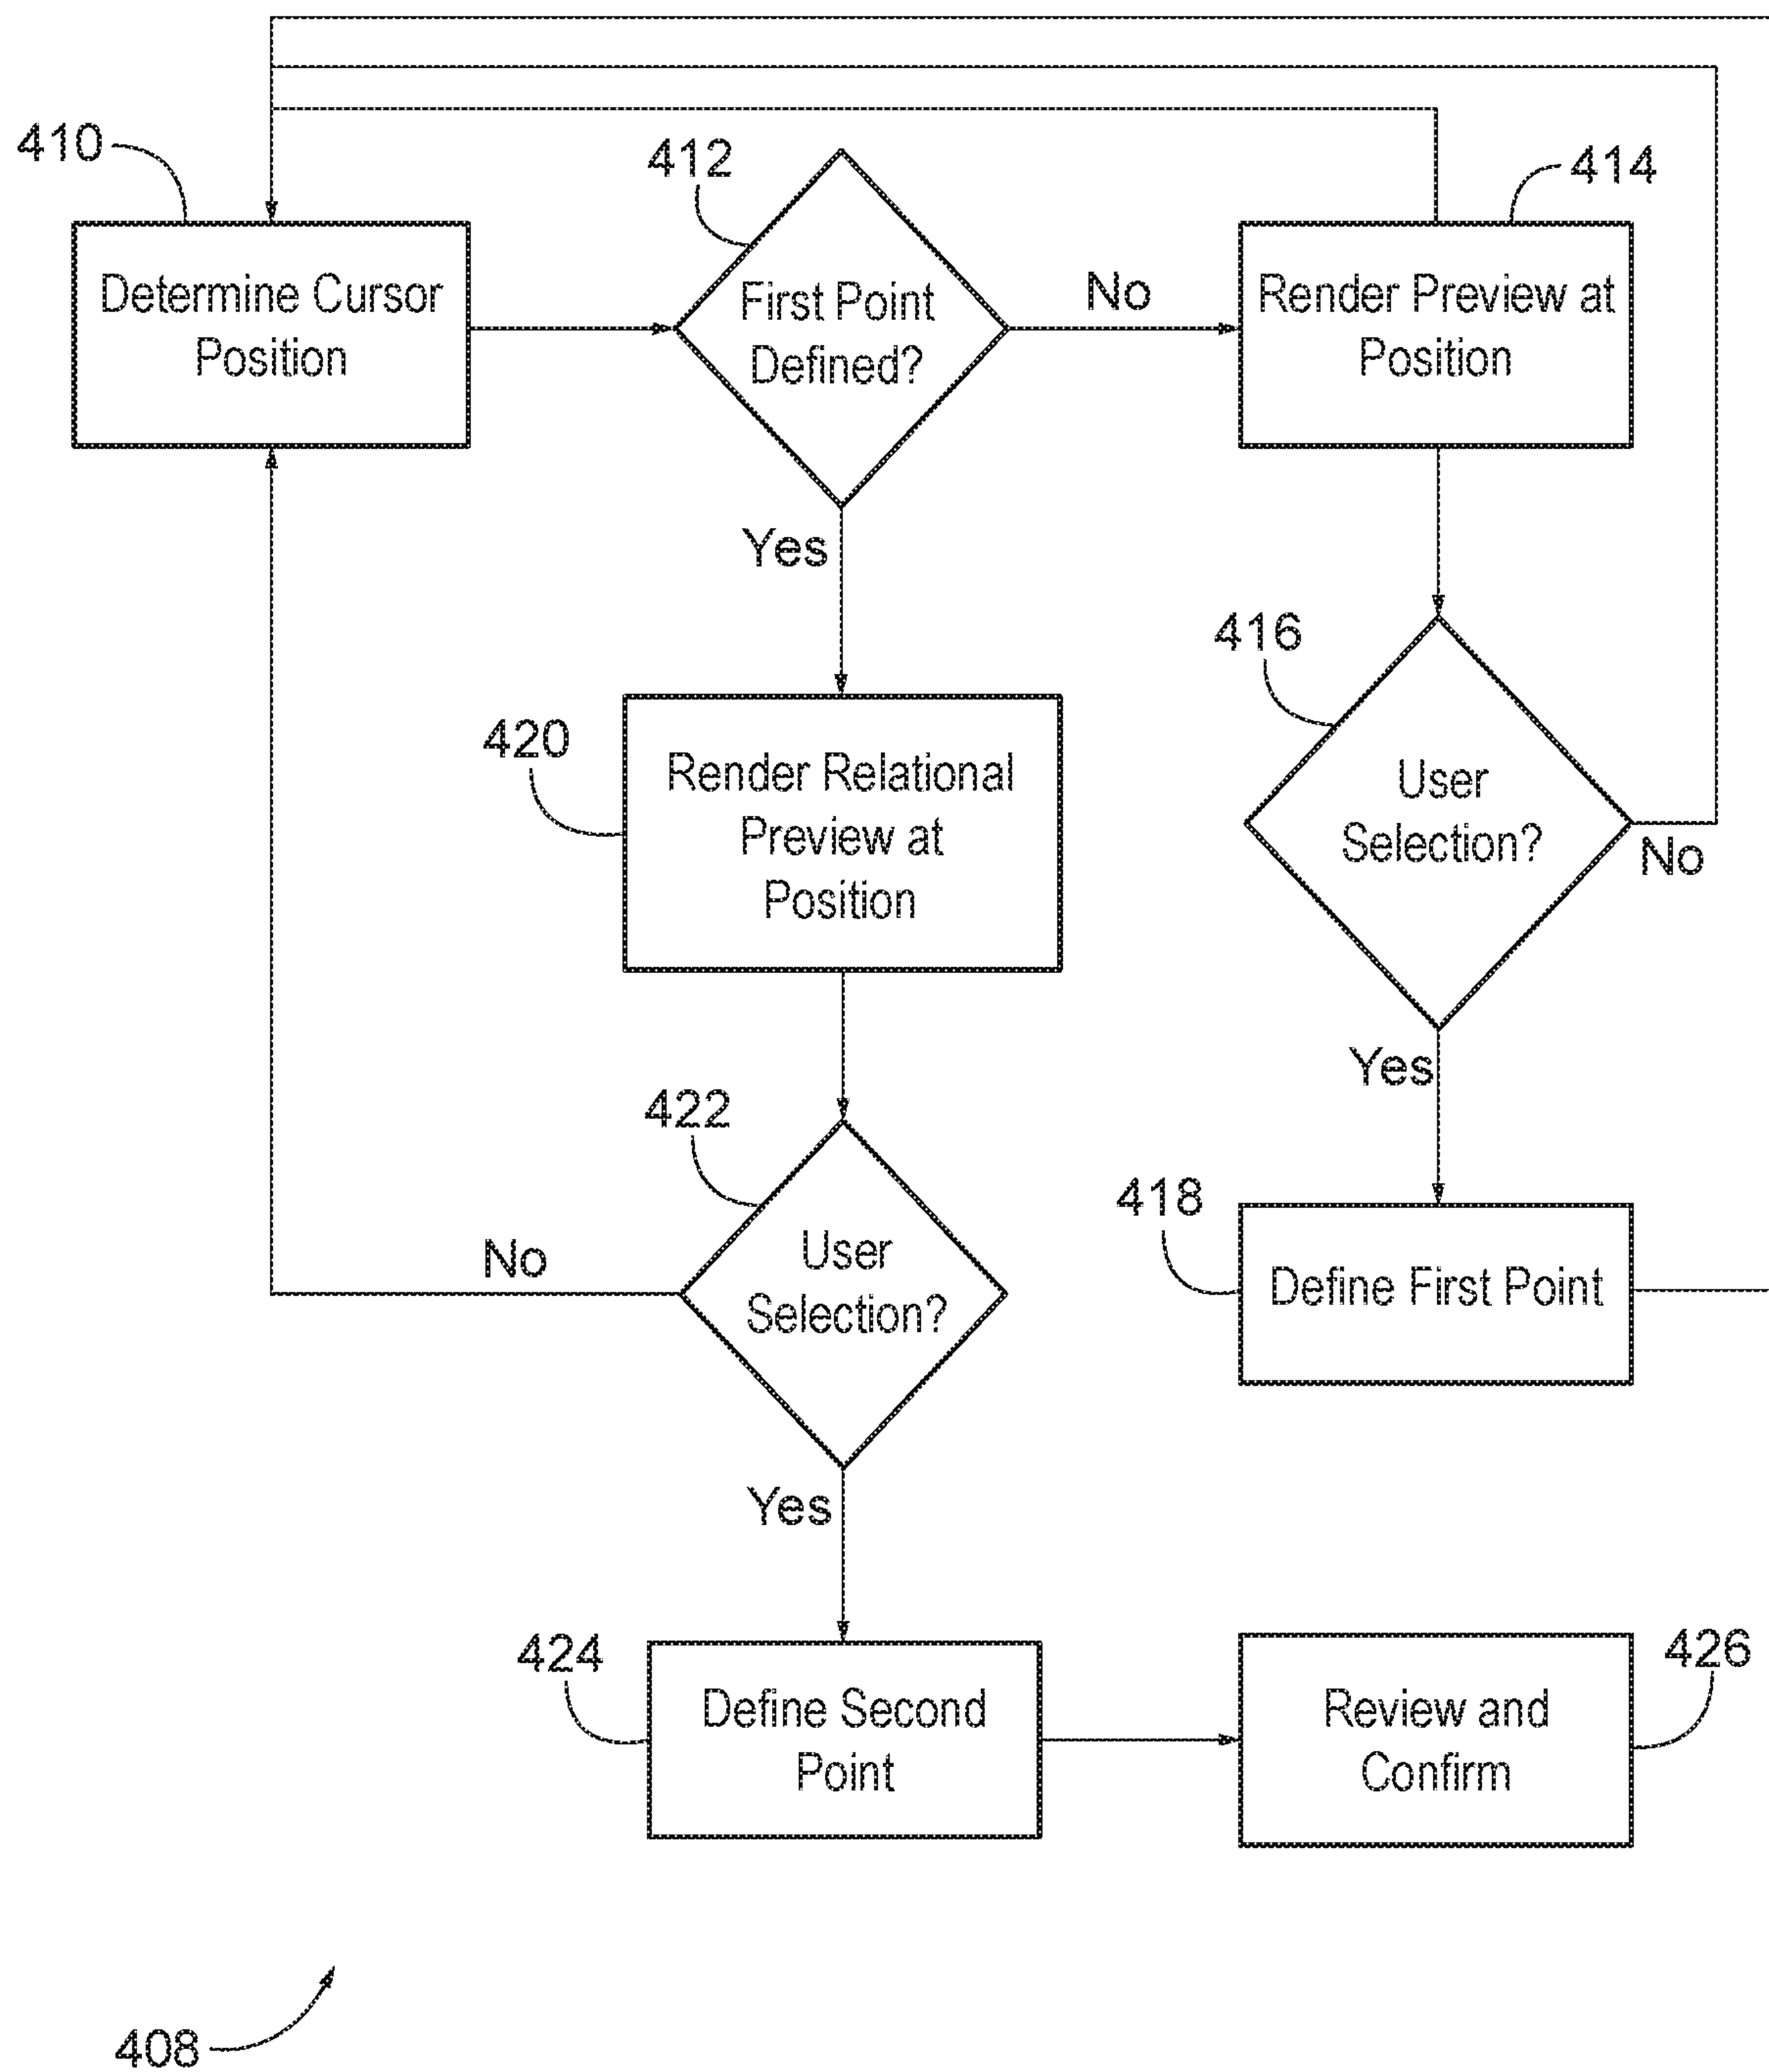 410
412
414
Determine Cursor
Position
First Point
Defined?
No
Render Preview at
Position
Yes
416
420
Render Relational
Preview at
Position
User
Selection?
No
Yes
422
418
User
Selection?
No
Define First Point
Yes
424
426
Define Second
Point
Review and
Confirm
408